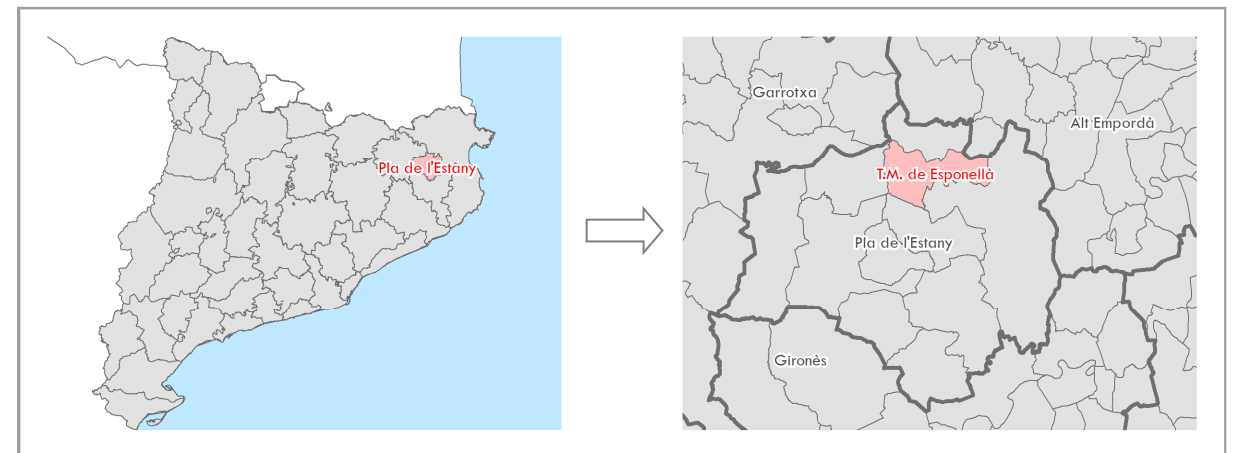 Pla de l'Estany
Garrotxa
Alt Empordà
T.M. de Esponellà
Pla de l'Estany
Gironès